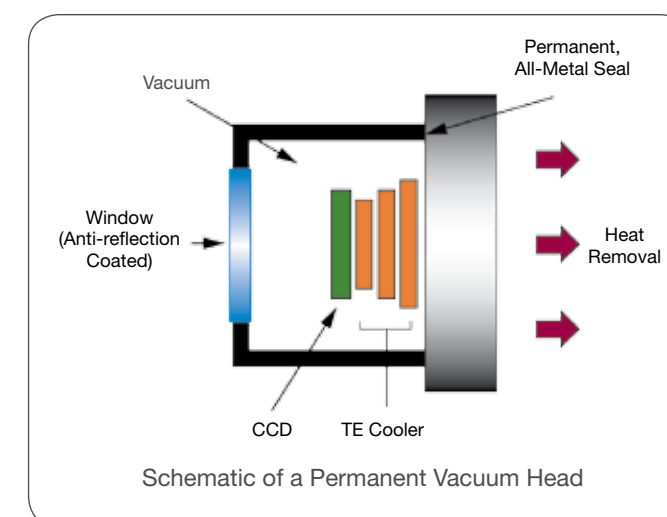 Permanent,
All-Metal Seal
Vacuum
Window
(Anti-reflection
Coated)
Heat
Removal
CCD
TE Cooler
Schematic of a Permanent Vacuum Head